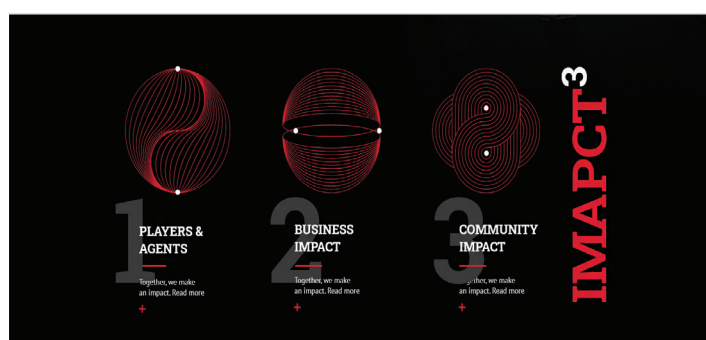 1
PLAYERS &
AGENTS
Together, we make
an impact. Read more
+
2
BUSINESS
IMPACT
Together, we make
an impact. Read more
+
3
COMMUNITY
IMPACT
Together, we make
an impact. Read more
+
IMAPCT3